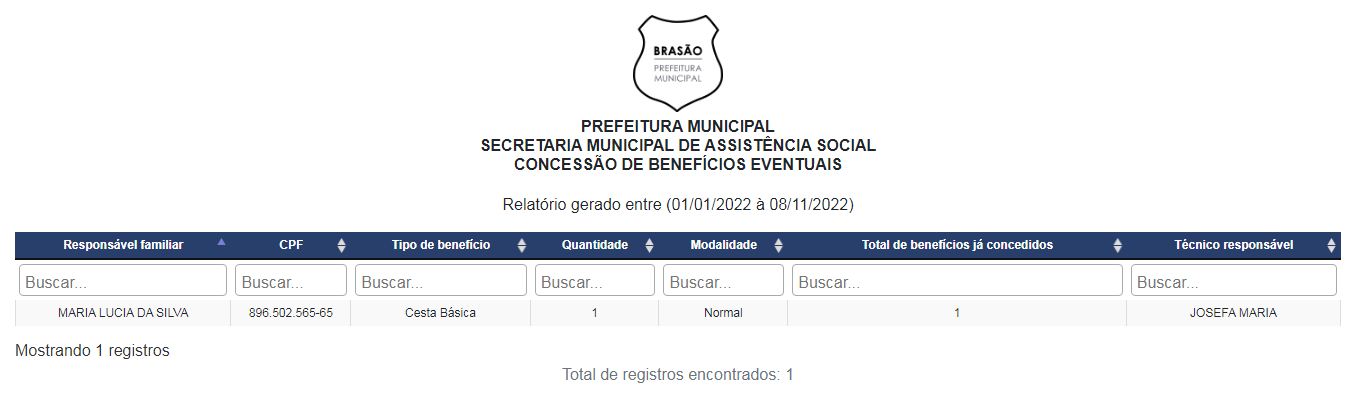 BRASÃO
PREFEITURA
MUNICIPAL
PREFEITURA MUNICIPAL
SECRETARIA MUNICIPAL DE ASSISTÊNCIA SOCIAL
CONCESSÃO DE BENEFÍCIOS EVENTUAIS
Relatório gerado entre (01/01/2022 à 08/11/2022)
Responsável familiar CPF Tipo de benefício Quantidade Modalidade Total de benefícios já concedidos Técnico responsável
Buscar... Buscar... Buscar... Buscar... Buscar... Buscar... Buscar...
MARIA LUCIA DA SILVA 896.502.565-65 Cesta Básica 1 Normal 1 JOSEFA MARIA
Mostrando 1 registros
Total de registros encontrados: 1